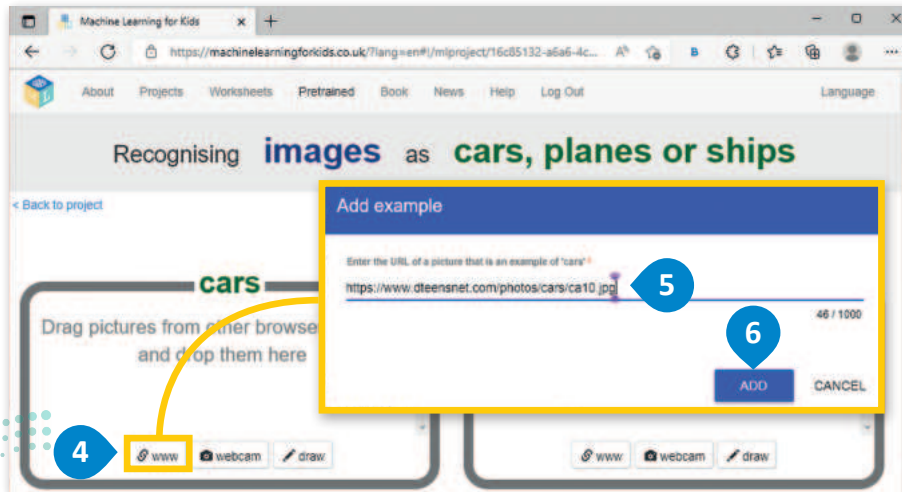 Machine Learning for Kids
https://machinelearningforkids.co.uk/?lang=en#!/mlproject/16c85132-a6a6-4c...
About Projects Worksheets Pretrained Book News Help Log Out Language
Recognising images as cars, planes or ships
< Back to project
Add example
Enter the URL of a picture that is an example of 'cars' *
https://www.dteensnet.com/photos/cars/ca10.jpg
5
46 / 1000
cars
Drag pictures from other browse
and drop them here
6
ADD CANCEL
4
www webcam draw
www webcam draw